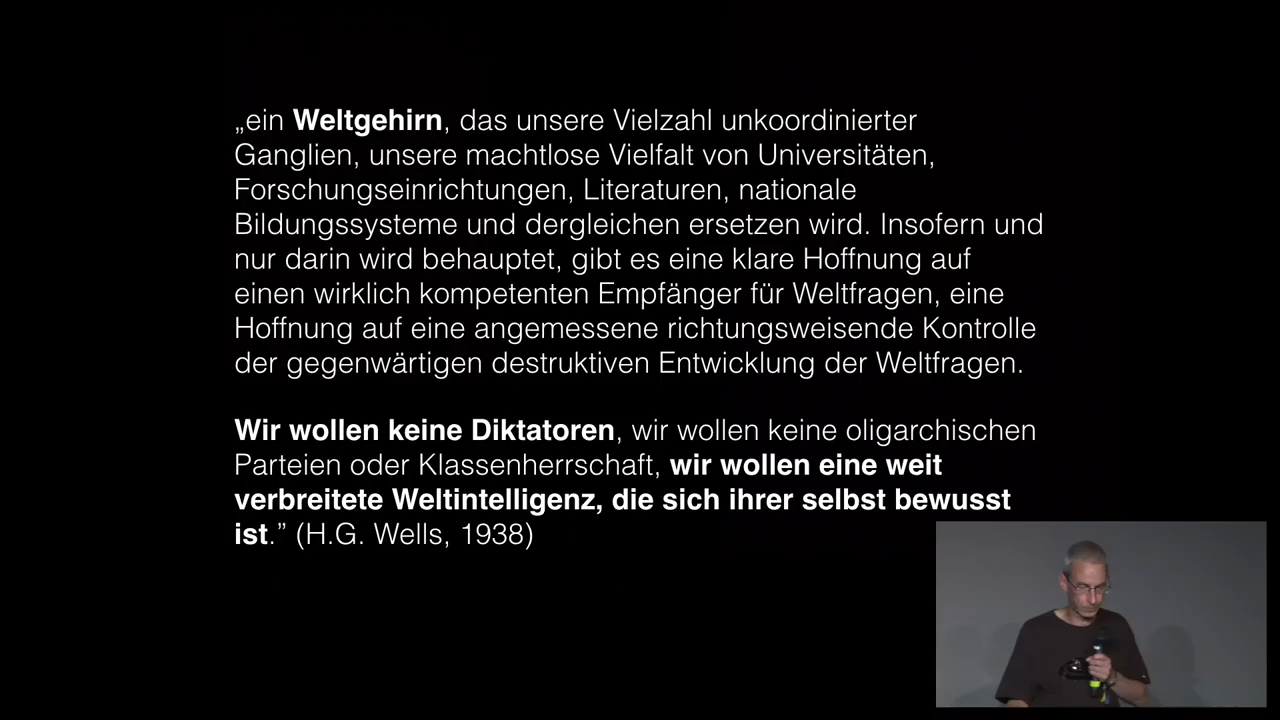 „ein Weltgehirn, das unsere Vielzahl unkoordinierter
Ganglien, unsere machtlose Vielfalt von Universitäten,
Forschungseinrichtungen, Literaturen, nationale
Bildungssysteme und dergleichen ersetzen wird. Insofern und
nur darin wird behauptet, gibt es eine klare Hoffnung auf
einen wirklich kompetenten Empfänger für Weltfragen, eine
Hoffnung auf eine angemessene richtungsweisende Kontrolle
der gegenwärtigen destruktiven Entwicklung der Weltfragen.
Wir wollen keine Diktatoren, wir wollen keine oligarchischen
Parteien oder Klassenherrschaft, wir wollen eine weit
verbreitete Weltintelligenz, die sich ihrer selbst bewusst
ist.” (H.G. Wells, 1938)